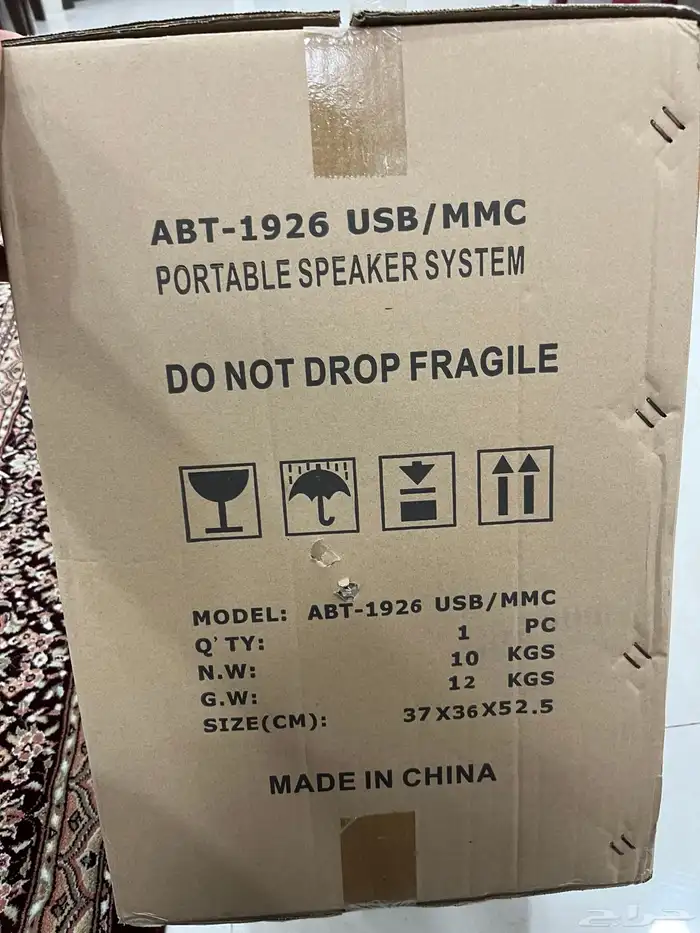 ABT-1926 USB/MMC
PORTABLE SPEAKER SYSTEM
DO NOT DROP FRAGILE
MODEL: ABT-1926 USB/MMC
Q'TY: 1 PC
N.W: 10 KGS
G.W: 12 KGS
SIZE(CM): 37X36X52.5
MADE IN CHINA
حراج